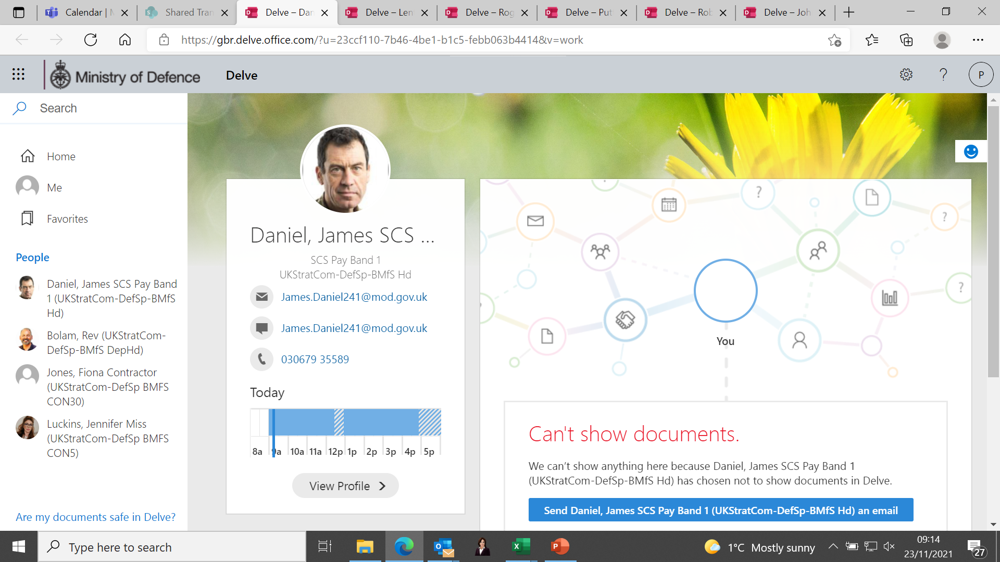 Calendar | M
Shared Tran
Delve – Dan
Delve – Len
Delve – Rog
Delve – Put
Delve – Rob
Delve – Joh
https://gbr.delve.office.com/?u=23ccf110-7b46-4be1-b1c5-febb063b4414&v=work
Ministry of Defence
Delve
?
P
Search
Home
Me
Favorites
People
Daniel, James SCS Pay Band
1 (UKStratCom-DefSp-BMfS
Hd)
Bolam, Rev (UKStratCom-
DefSp-BMfS DepHd)
Jones, Fiona Contractor
(UKStratCom-DefSp BMFS
CON30)
Luckins, Jennifer Miss
(UKStratCom-DefSp BMFS
CON5)
Are my documents safe in Delve?
Daniel, James SCS ...
SCS Pay Band 1
UKStratCom-DefSp-BMfS Hd
James.Daniel241@mod.gov.uk
James.Daniel241@mod.gov.uk
030679 35589
Today
8a 9a 10a 11a 12p 1p 2p 3p 4p 5p
View Profile
? ? ?
You
Can't show documents.
We can’t show anything here because Daniel, James SCS Pay Band 1
(UKStratCom-DefSp-BMfS Hd) has chosen not to show documents in Delve.
Send Daniel, James SCS Pay Band 1 (UKStratCom-DefSp-BMfS Hd) an email
Type here to search
1°C Mostly sunny
09:14
23/11/2021
27